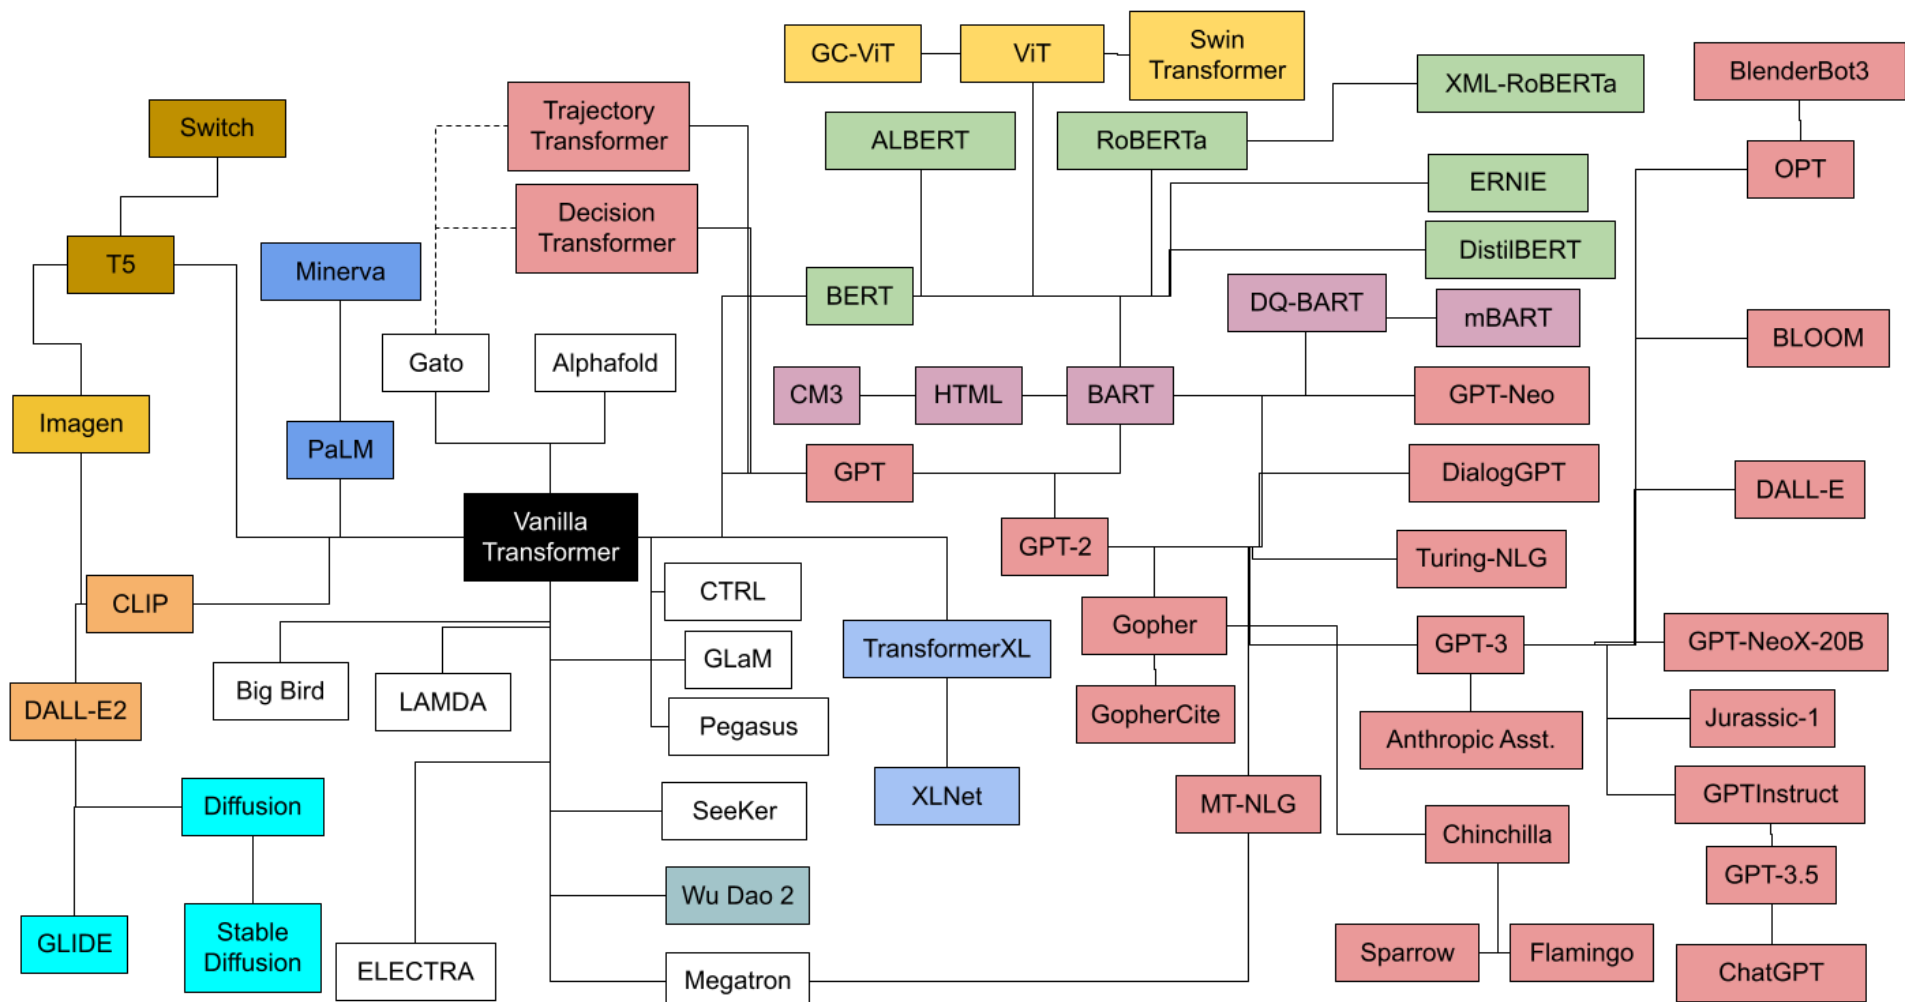 GC-ViT
ViT
Swin
Transformer
XML-RoBERTa
BlenderBot3
Switch
Trajectory
Transformer
ALBERT
RoBERTa
OPT
ERNIE
Decision
Transformer
DistilBERT
T5
Minerva
BERT
DQ-BART
mBART
BLOOM
Gato
Alphafold
CM3
HTML
BART
GPT-Neo
Imagen
PaLM
GPT
DialogGPT
DALL-E
Vanilla
Transformer
GPT-2
Turing-NLG
CTRL
CLIP
Gopher
GPT-3
GPT-NeoX-20B
GLaM
TransformerXL
Big Bird
LAMDA
DALL-E2
GopherCite
Jurassic-1
Pegasus
Anthropic Asst.
Diffusion
SeeKer
XLNet
MT-NLG
GPTInstruct
Chinchilla
Wu Dao 2
GPT-3.5
GLIDE
Stable
Diffusion
ELECTRA
Megatron
Sparrow
Flamingo
ChatGPT